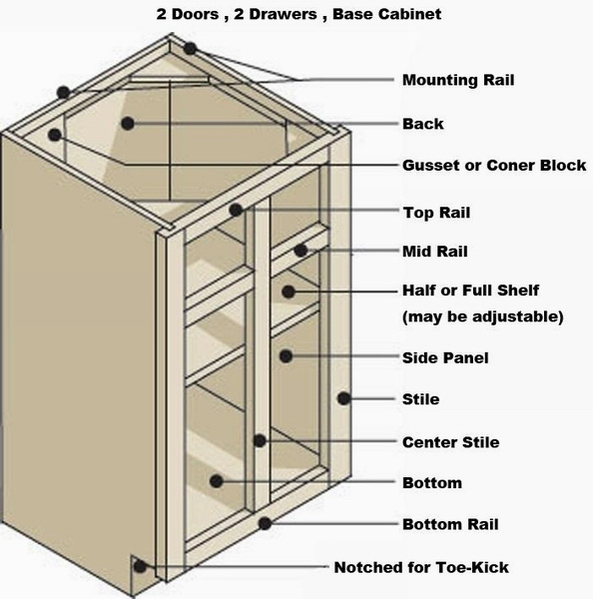 2 Doors , 2 Drawers , Base Cabinet
Mounting Rail
Back
Gusset or Coner Block
Top Rail
Mid Rail
Half or Full Shelf
(may be adjustable)
Side Panel
Stile
Center Stile
Bottom
Bottom Rail
Notched for Toe-Kick